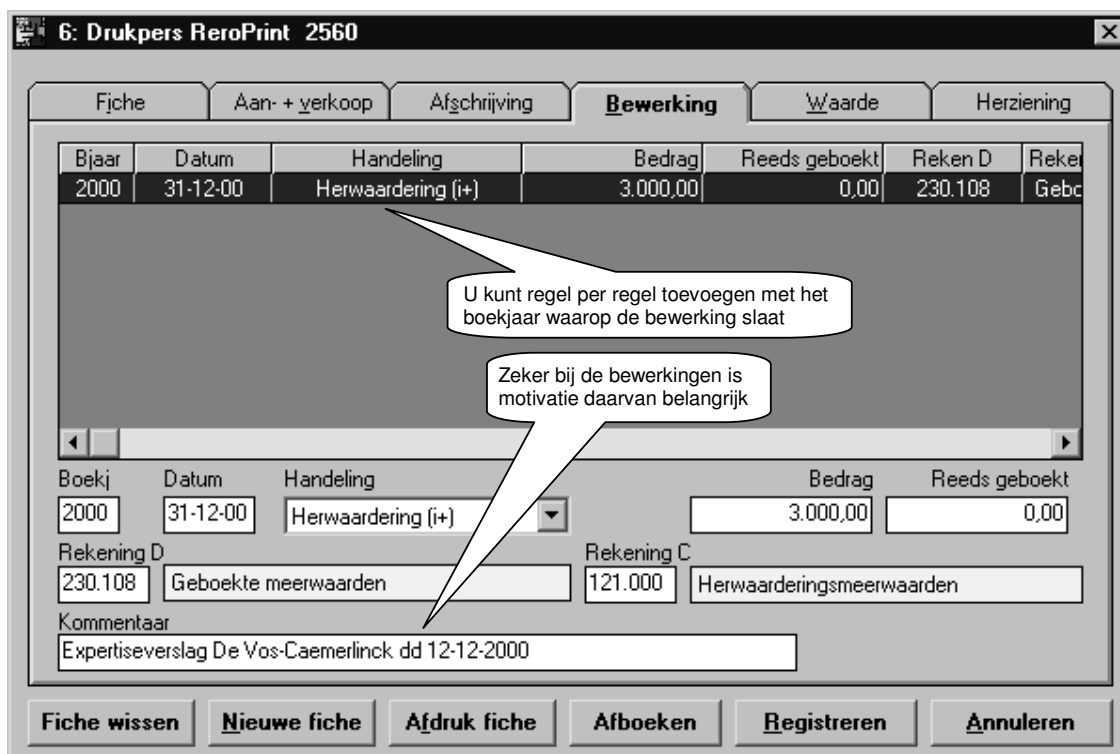 6: Drukpers ReroPrint 2560
Fiche Aan- + verkoop Afschrijving Bewerking Waarde Herziening
Bjaar Datum Handeling Bedrag Reeds geboekt Reken D Reke
2000 31-12-00 Herwaardering (i+) 3.000,00 0,00 230.108 Gebo
U kunt regel per regel toevoegen met het
boekjaar waarop de bewerking slaat
Zeker bij de bewerkingen is
motivatie daarvan belangrijk
Boekj Datum Handeling Bedrag Reeds geboekt
2000 31-12-00 Herwaardering (i+) 3.000,00 0,00
Rekening D Rekening C
230.108 Geboekte meerwaarden 121.000 Herwaarderingsmeerwaarden
Kommentaar
Expertiseverslag De Vos-Caemerlinck dd 12-12-2000
Fiche wissen Nieuwe fiche Afdruk fiche Afboeken Registreren Annuleren